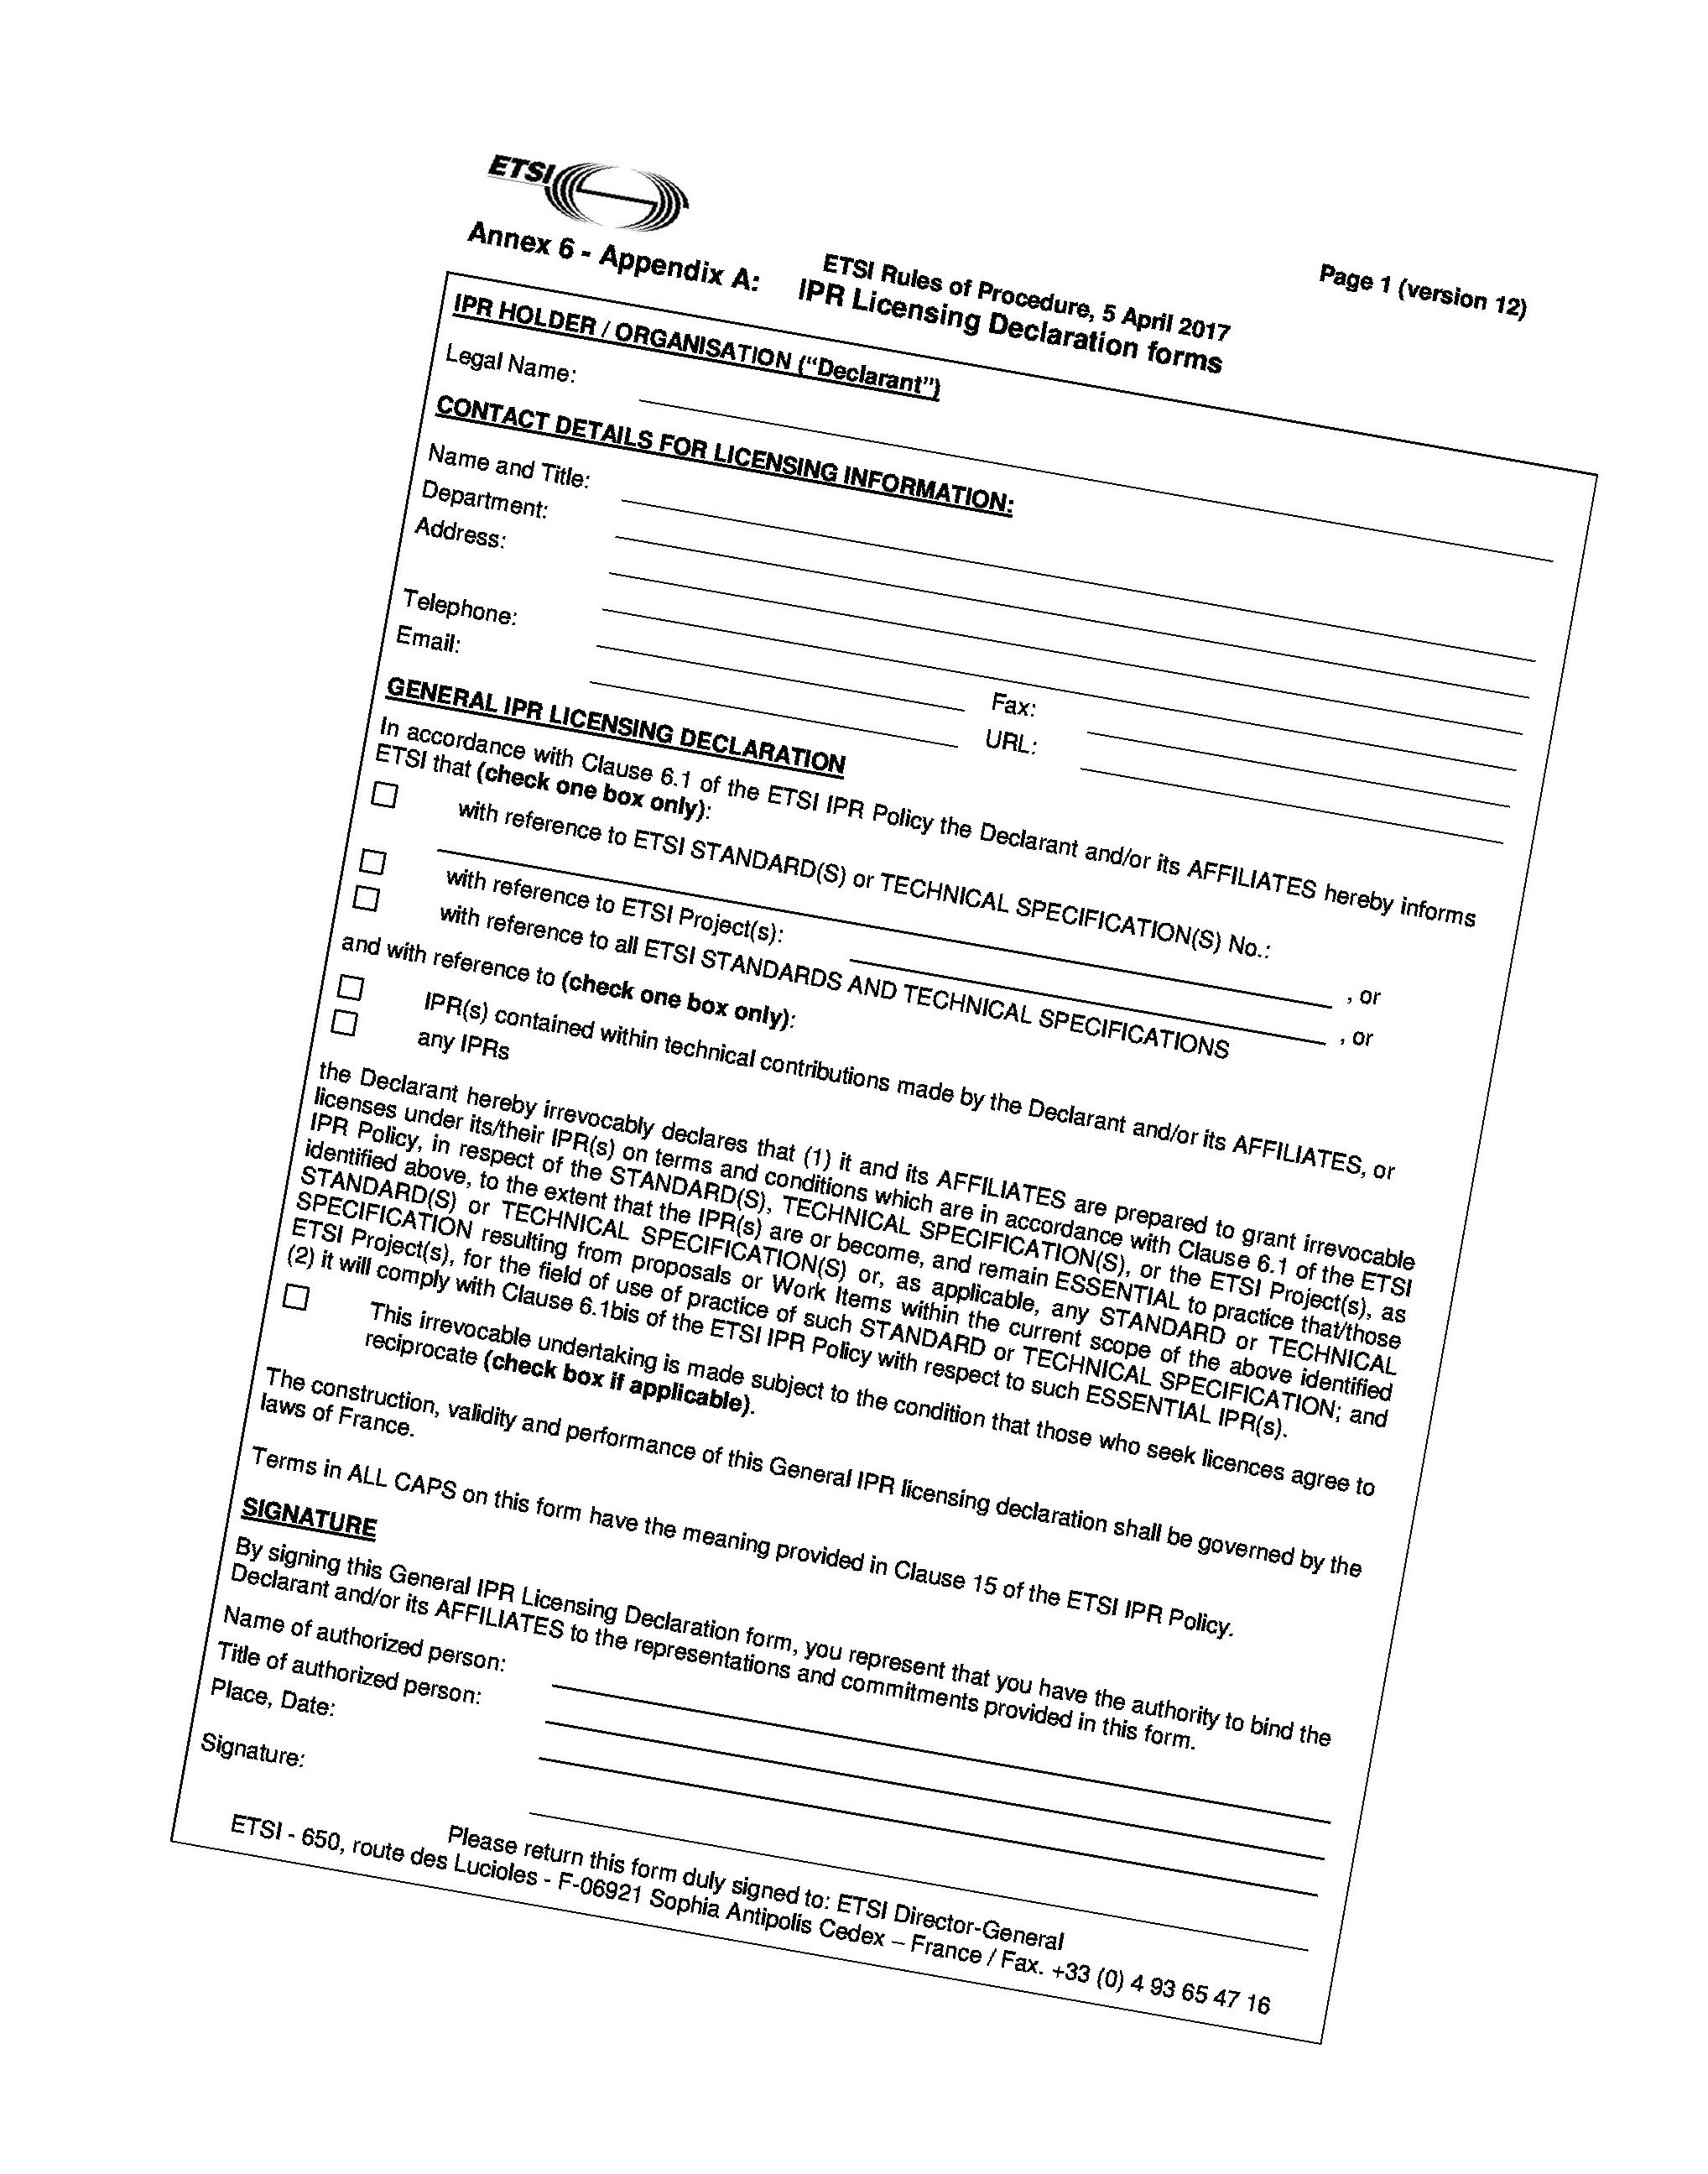 ETSI
ETSI Rules of Procedure, 5 April 2017
Page 1 (version 12)
Annex 6 - Appendix A: IPR Licensing Declaration forms
IPR HOLDER / ORGANISATION (“Declarant”)
Legal Name:
CONTACT DETAILS FOR LICENSING INFORMATION:
Name and Title:
Department:
Address:
Telephone: Fax:
Email: URL:
GENERAL IPR LICENSING DECLARATION
In accordance with Clause 6.1 of the ETSI IPR Policy the Declarant and/or its AFFILIATES hereby informs
ETSI that (check one box only):
with reference to ETSI STANDARD(S) or TECHNICAL SPECIFICATION(S) No.:
, or
with reference to ETSI Project(s): , or
with reference to all ETSI STANDARDS AND TECHNICAL SPECIFICATIONS
and with reference to (check one box only):
IPR(s) contained within technical contributions made by the Declarant and/or its AFFILIATES, or
any IPRs
the Declarant hereby irrevocably declares that (1) it and its AFFILIATES are prepared to grant irrevocable
licenses under its/their IPR(s) on terms and conditions which are in accordance with Clause 6.1 of the ETSI
IPR Policy, in respect of the STANDARD(S), TECHNICAL SPECIFICATION(S), or the ETSI Project(s), as
identified above, to the extent that the IPR(s) are or become, and remain ESSENTIAL to practice that/those
STANDARD(S) or TECHNICAL SPECIFICATION(S) or, as applicable, any STANDARD or TECHNICAL
SPECIFICATION resulting from proposals or Work Items within the current scope of the above identified
ETSI Project(s), for the field of use of practice of such STANDARD or TECHNICAL SPECIFICATION; and
(2) it will comply with Clause 6.1bis of the ETSI IPR Policy with respect to such ESSENTIAL IPR(s).
This irrevocable undertaking is made subject to the condition that those who seek licences agree to
reciprocate (check box if applicable).
The construction, validity and performance of this General IPR licensing declaration shall be governed by the
laws of France.
Terms in ALL CAPS on this form have the meaning provided in Clause 15 of the ETSI IPR Policy.
SIGNATURE
By signing this General IPR Licensing Declaration form, you represent that you have the authority to bind the
Declarant and/or its AFFILIATES to the representations and commitments provided in this form.
Name of authorized person:
Title of authorized person:
Place, Date:
Signature:
Please return this form duly signed to: ETSI Director-General
ETSI - 650, route des Lucioles - F-06921 Sophia Antipolis Cedex – France / Fax. +33 (0) 4 93 65 47 16